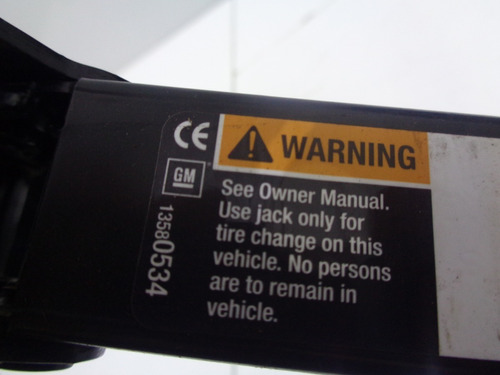 CE
WARNING
GM
13580534
See Owner Manual.
Use jack only for
tire change on this
vehicle. No persons
are to remain in
vehicle.